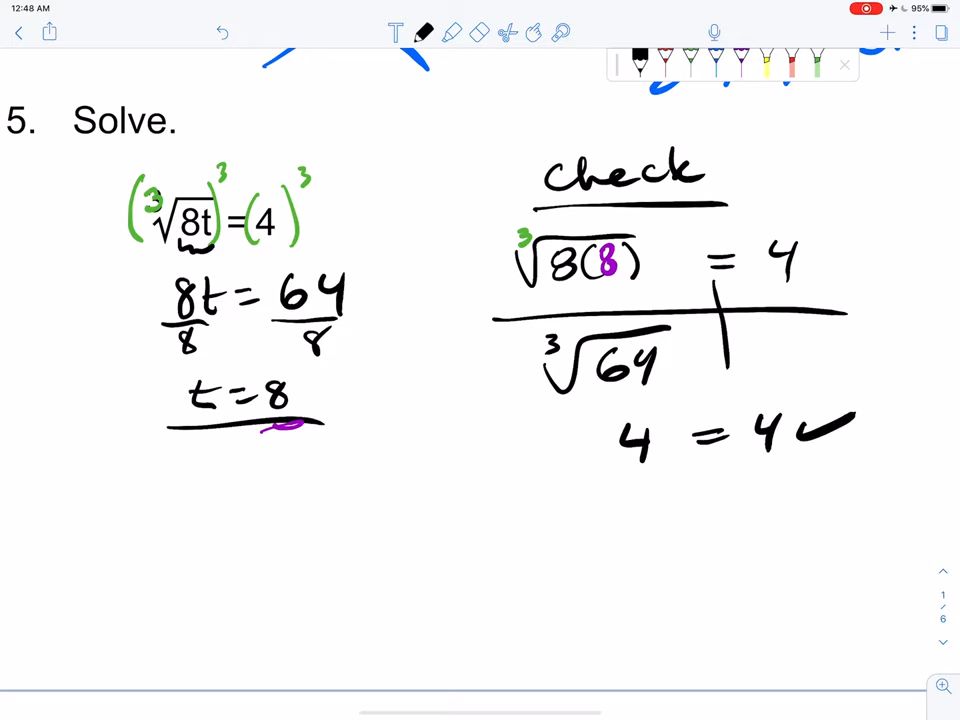 12:48 AM
95%
T
5. Solve.
(∛8t)³ = (4)³
8t = 64
8 8
t = 8
check
∛8(8) = 4
∛64
4 = 4 ✓
1
/
6